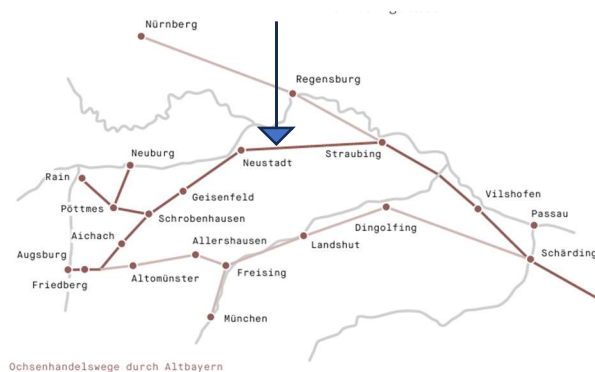 Nürnberg
Regensburg
Neuburg
Neustadt
Straubing
Rain
Geisenfeld
Vilshofen
Pöttmes
Schrobenhausen
Passau
Aichach
Allershausen
Dingolfing
Augsburg
Landshut
Schärding
Altomünster
Freising
Friedberg
München
Ochsenhandelswege durch Altbayern